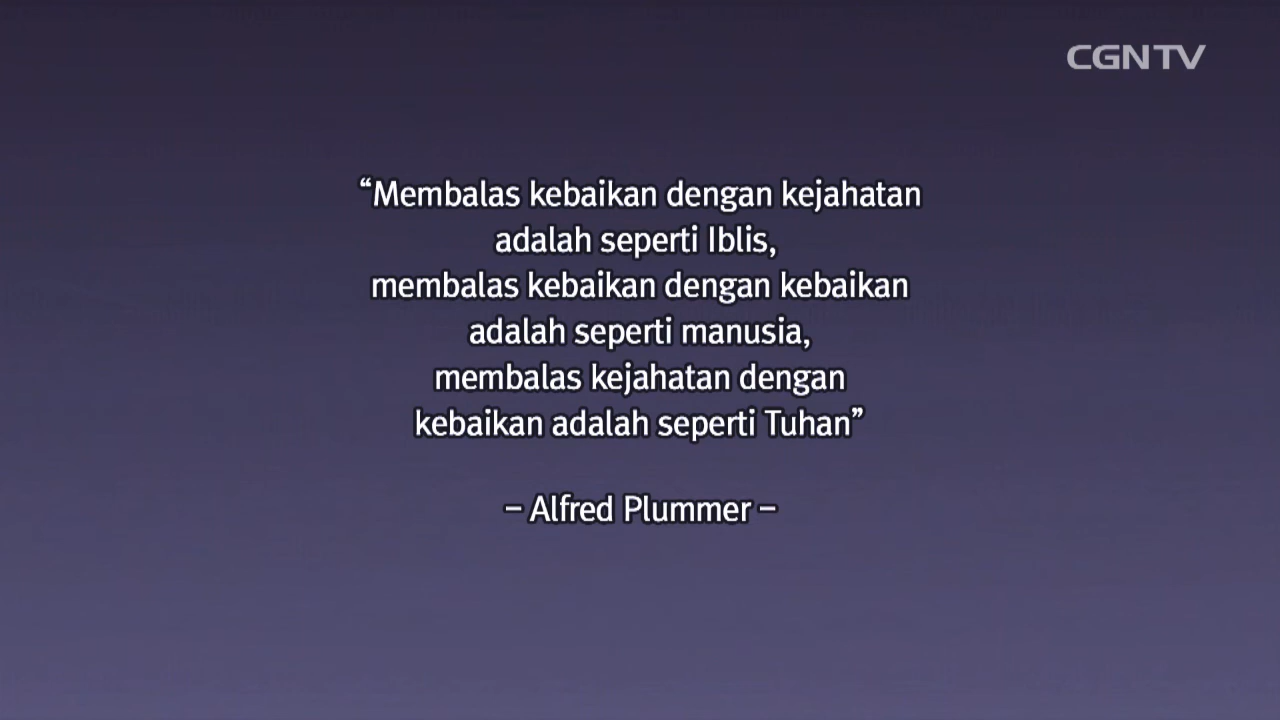 CGNTV
“Membalas kebaikan dengan kejahatan
adalah seperti Iblis,
membalas kebaikan dengan kebaikan
adalah seperti manusia,
membalas kejahatan dengan
kebaikan adalah seperti Tuhan”
– Alfred Plummer –